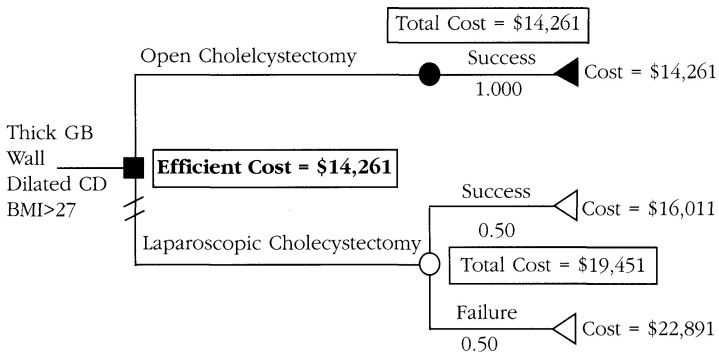 Total Cost = $14,261
Open Cholelcystectomy
Success
1.000
Cost = $14,261
Thick GB
Wall
Dilated CD
BMI>27
Efficient Cost = $14,261
Success
0.50
Cost = $16,011
Laparoscopic Cholecystectomy
Total Cost = $19,451
Failure
0.50
Cost = $22,891